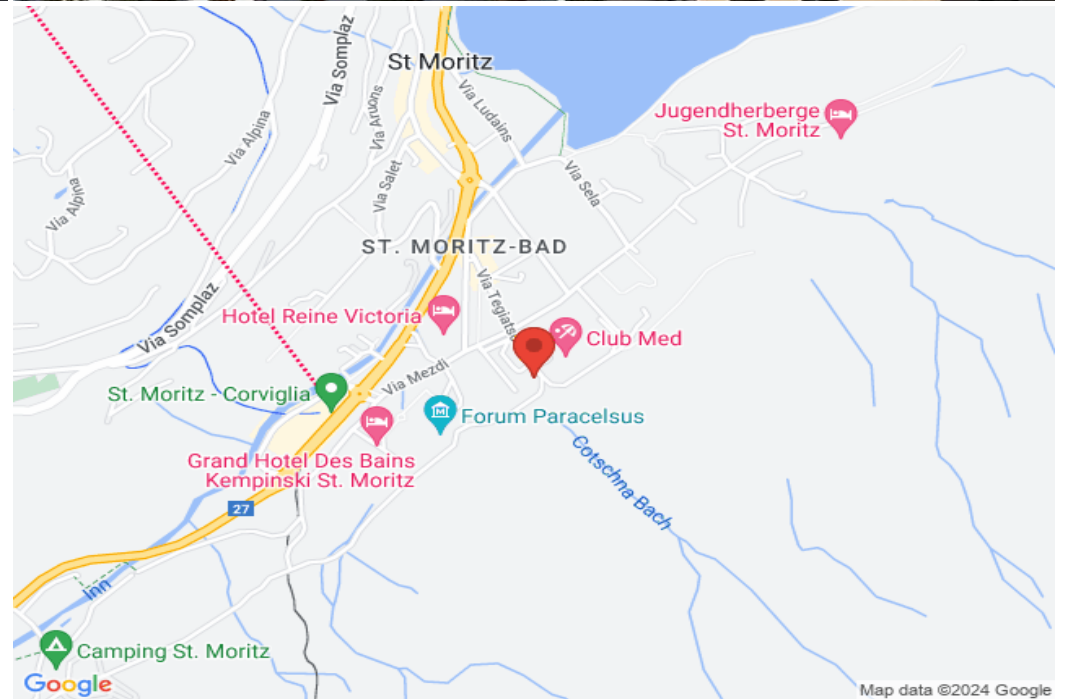 St Moritz
Via Somplaz
Via Aruons
Via Ludains
Via Alpina
Via Salet
Via Alpina
Jugendherberge
St. Moritz
Via Sela
ST. MORITZ-BAD
Via Tegiatsc
Via Somplaz
Hotel Reine Victoria
Club Med
Via Mezdi
St. Moritz - Corviglia
Forum Paracelsus
Grand Hotel Des Bains
Kempinski St. Moritz
Cotschna Bach
27
Inn
Camping St. Moritz
Google
Map data ©2024 Google